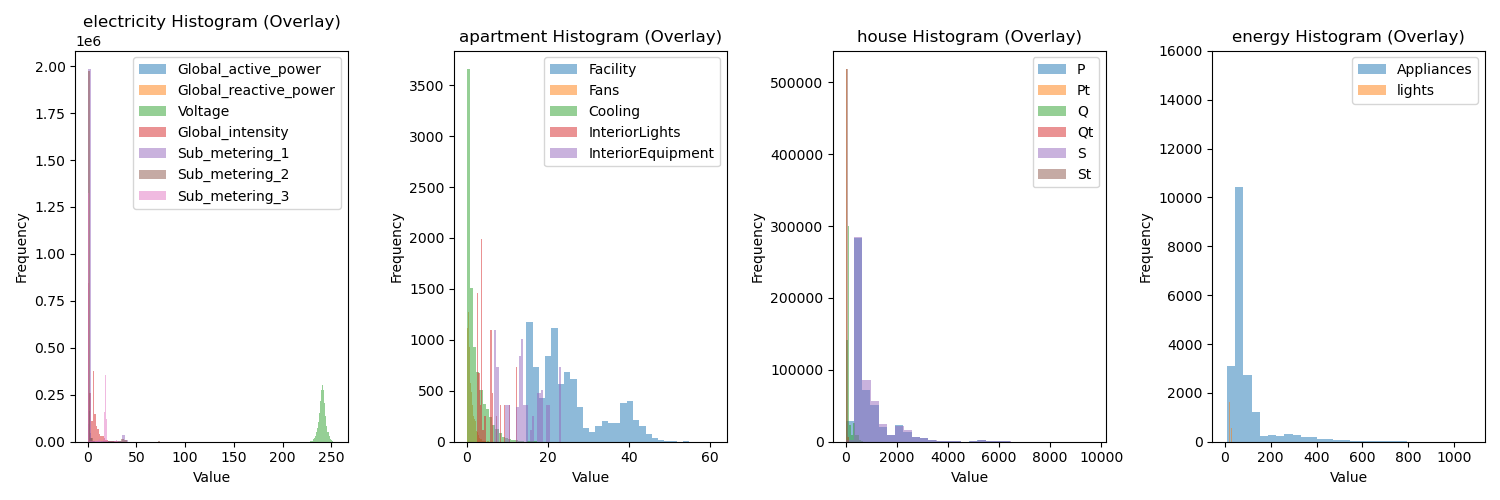 electricity Histogram (Overlay)
1e6
2.00
1.75
1.50
1.25
1.00
0.75
0.50
0.25
0.00
Frequency
0
50
100
150
200
250
Value
Global_active_power
Global_reactive_power
Voltage
Global_intensity
Sub_metering_1
Sub_metering_2
Sub_metering_3
apartment Histogram (Overlay)
3500
3000
2500
2000
1500
1000
500
0
Frequency
0
20
40
60
Value
Facility
Fans
Cooling
InteriorLights
InteriorEquipment
house Histogram (Overlay)
500000
400000
300000
200000
100000
0
Frequency
0
2000
4000
6000
8000
10000
Value
P
Pt
Q
Qt
S
St
energy Histogram (Overlay)
16000
14000
12000
10000
8000
6000
4000
2000
0
Frequency
0
200
400
600
800
1000
Value
Appliances
lights